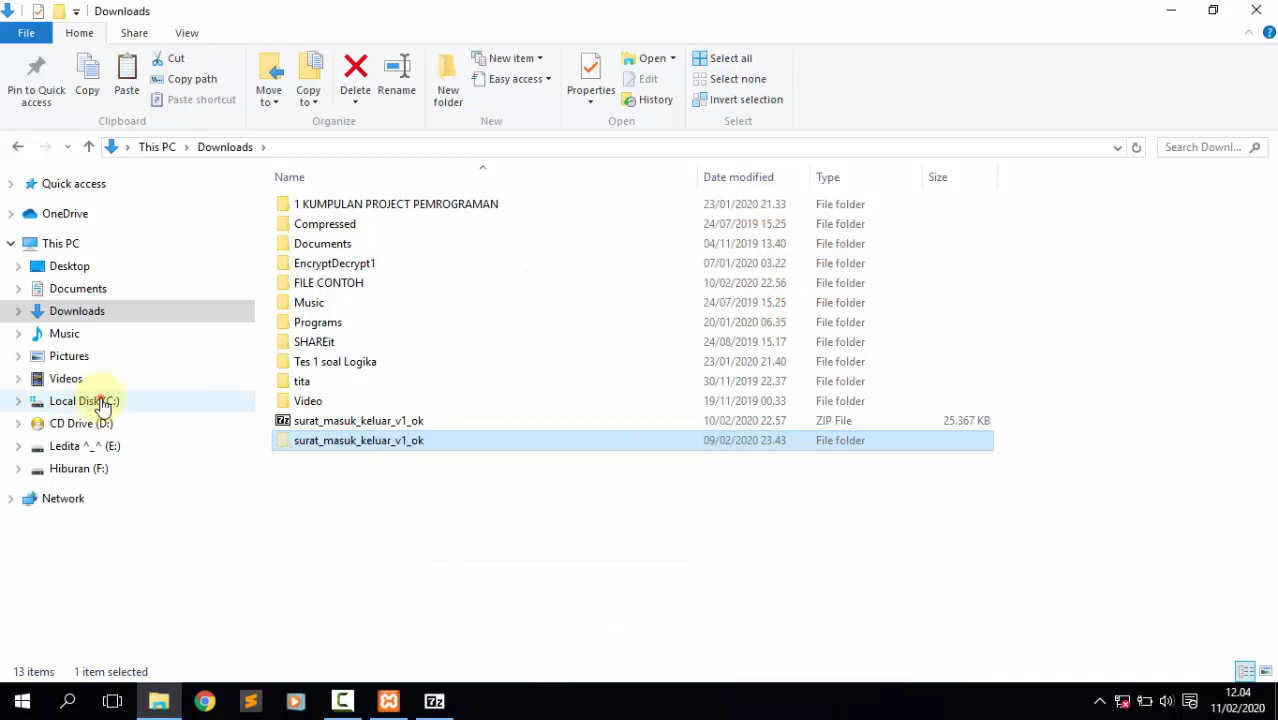 Downloads
File Home Share View
Pin to Quick access
Copy
Paste
Cut
Copy path
Paste shortcut
Clipboard
Move to
Copy to
Delete
Rename
Organize
New folder
New item
Easy access
New
Properties
Open
Edit
History
Open
Select all
Select none
Invert selection
Select
This PC Downloads
Search Downl...
Name Date modified Type Size
Quick access
OneDrive
This PC
Desktop
Documents
Downloads
Music
Pictures
Videos
Local Disk (C:)
CD Drive (D:)
Ledita ^_^ (E:)
Hiburan (F:)
Network
1 KUMPULAN PROJECT PEMROGRAMAN 23/01/2020 21.33 File folder
Compressed 24/07/2019 15.25 File folder
Documents 04/11/2019 13.40 File folder
EncryptDecrypt1 07/01/2020 03.22 File folder
FILE CONTOH 10/02/2020 22.56 File folder
Music 24/07/2019 15.25 File folder
Programs 20/01/2020 06.35 File folder
SHAREit 24/08/2019 15.17 File folder
Tes 1 soal Logika 23/01/2020 21.40 File folder
tita 30/11/2019 22.37 File folder
Video 19/11/2019 00.33 File folder
surat_masuk_keluar_v1_ok 10/02/2020 22.57 ZIP File 25.367 KB
surat_masuk_keluar_v1_ok 09/02/2020 23.43 File folder
13 items 1 item selected
7z
12.04
11/02/2020